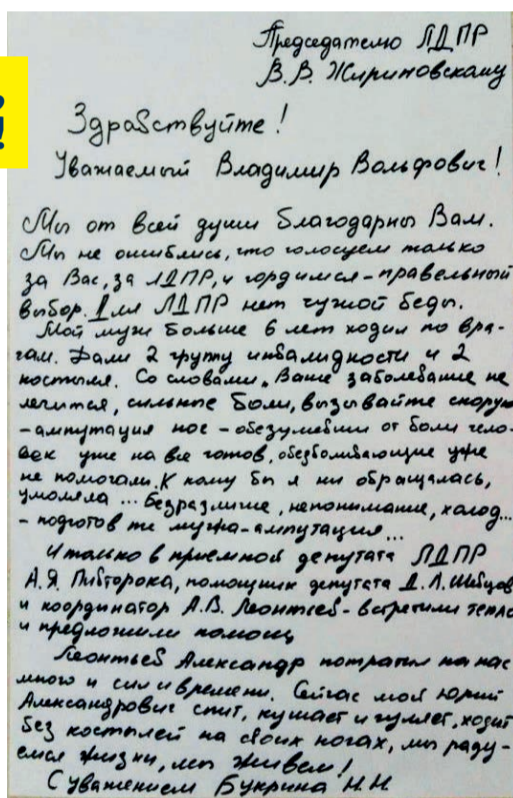 !
Председателю ЛДПР
В.В. Жириновскому
Здравствуйте!
Уважаемый Владимир Вольфович!
Мы от всей души благодарны Вам.
Мы не ошиблись, что голосуем только
за Вас, за ЛДПР, и гордимся - правельный
выбор. Для ЛДПР нет чужой беды.
Мой муж больше 6 лет ходил по вра-
гам. Дали 2 группу инвалидности и 2
костыля. Со словами „Ваше заболевание не
лечится, сильные боли, вызывайте скорую
- ампутация ног - обезумевший от боли чело-
век уже на все готов, обезболивающие уже
не помогали. К кому бы я ни обращалась,
умоляла... Безразличие, непонимание, холод...
- подготовьте мужа - ампутация...
И только в приемной депутата ЛДПР
А.Я. Пивторока, помощник депутата Д.Л. Шевцов
и координатор А.В. Леонтьев - встретили тепло
и предложили помощь
Леонтьев Александр потратил на нас
много и сил и времени. Сейчас мой Юрий
Александрович спит, кушает и гуляет, ходит
без костылей на своих ногах, мы раду-
емся жизни, мы живем!
С уважением Букрина Н.Н.